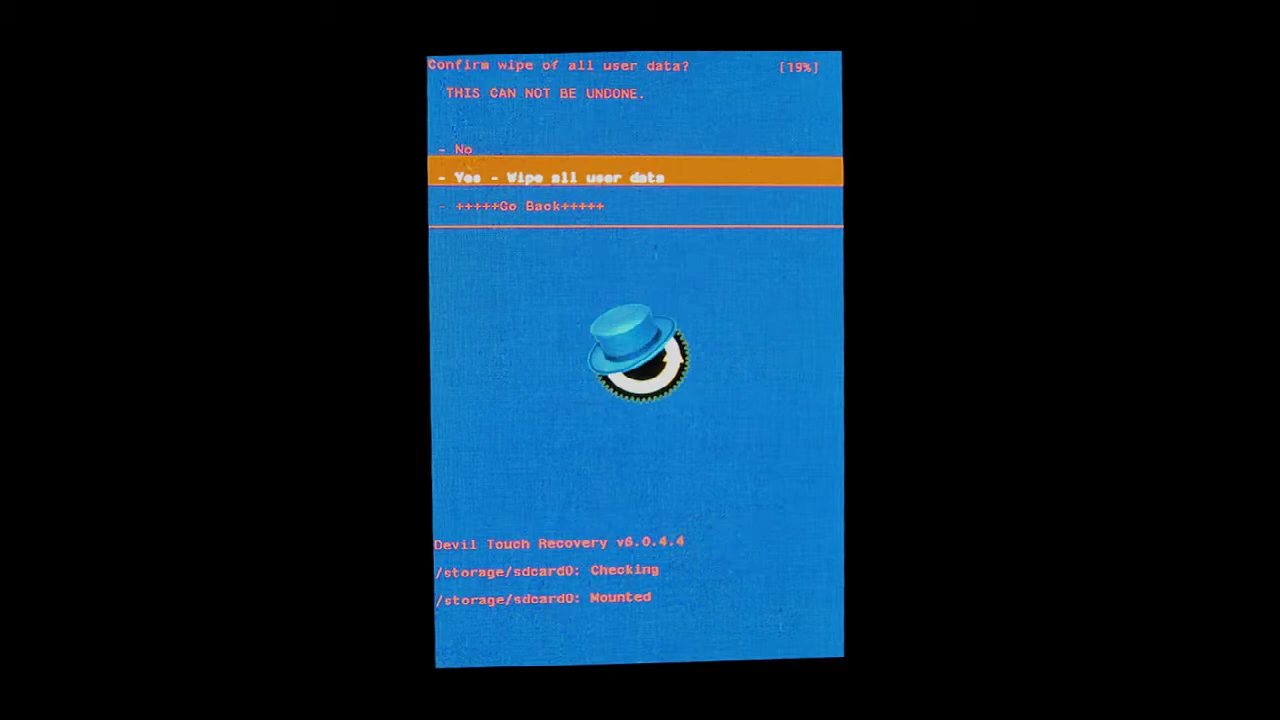 Confirm wipe of all user data? [19%]
THIS CAN NOT BE UNDONE.
- No
- Yes - Wipe all user data
- +++++Go Back+++++
Devil Touch Recovery v6.0.4.4
/storage/sdcard0: Checking
/storage/sdcard0: Mounted